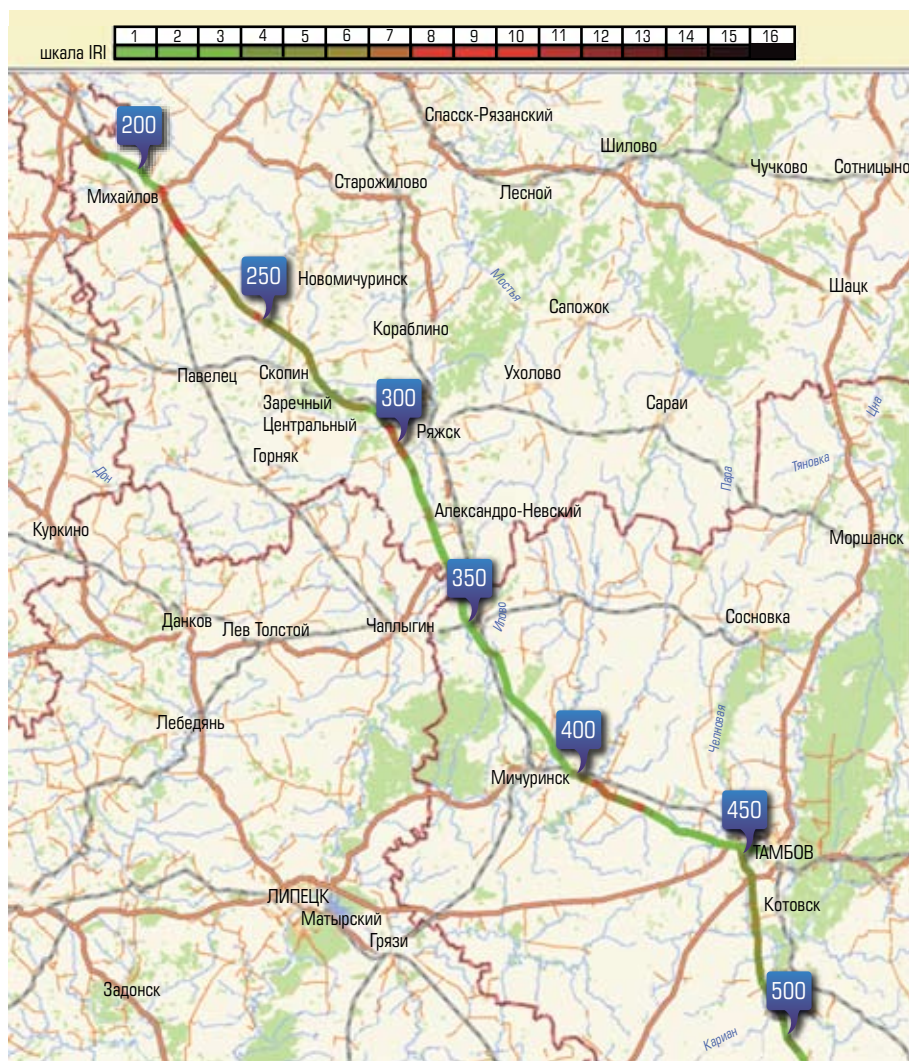 1 2 3 4 5 6 7 8 9 10 11 12 13 14 15 16
шкала IRI
200
Спасск-Рязанский
Шилово
Чучково
Сотницыно
Михайлов
Старожилово
Лесной
250
Новомичуринск
Мостья
Сапожок
Шацк
Кораблино
Павелец
Скопин
Ухолово
300
Заречный
Центральный
Ряжск
Сараи
Цна
Горняк
Дон
Пара
Тяновка
Александро-Невский
Куркино
Моршанск
350
Данков
Лев Толстой
Чаплыгин
Сосновка
Лебедянь
Челновая
400
Мичуринск
450
ТАМБОВ
ЛИПЕЦК
Матырский
Котовск
Грязи
Задонск
500
Кариан